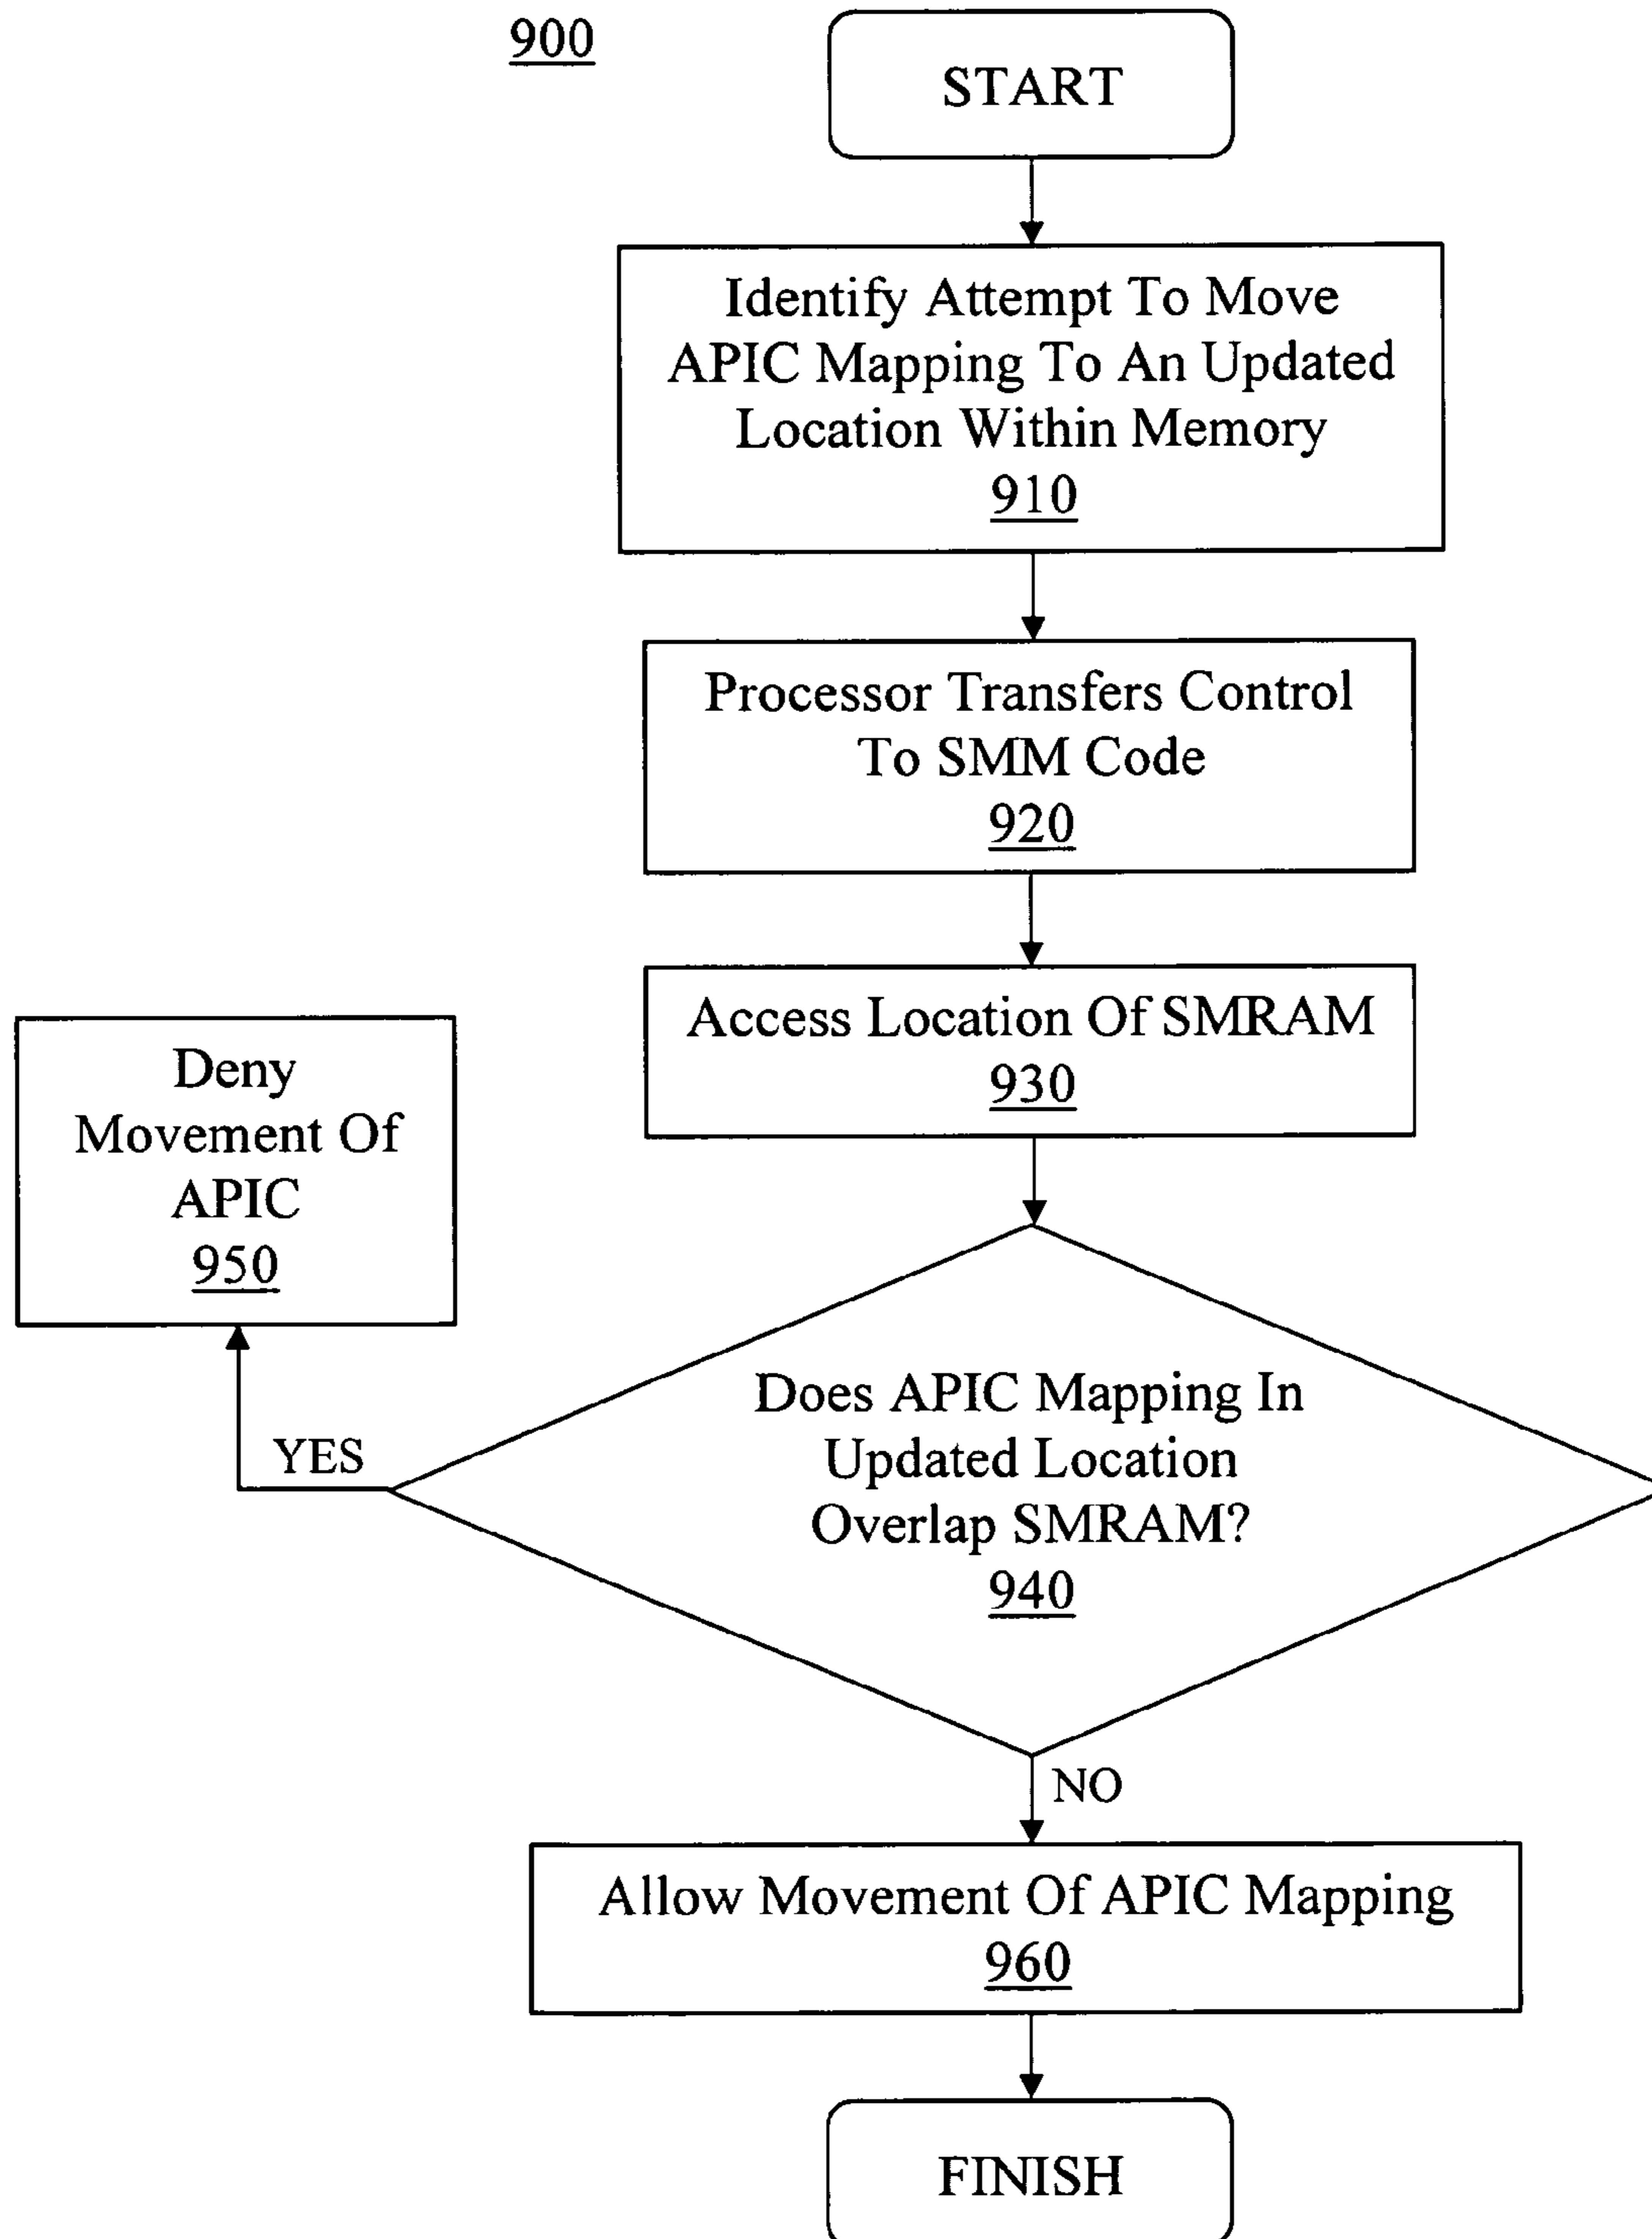 900
START
Identify Attempt To Move
APIC Mapping To An Updated
Location Within Memory
910
Processor Transfers Control
To SMM Code
920
Access Location Of SMRAM
930
Deny
Movement Of
APIC
950
Does APIC Mapping In
Updated Location
Overlap SMRAM?
940
YES
NO
Allow Movement Of APIC Mapping
960
FINISH